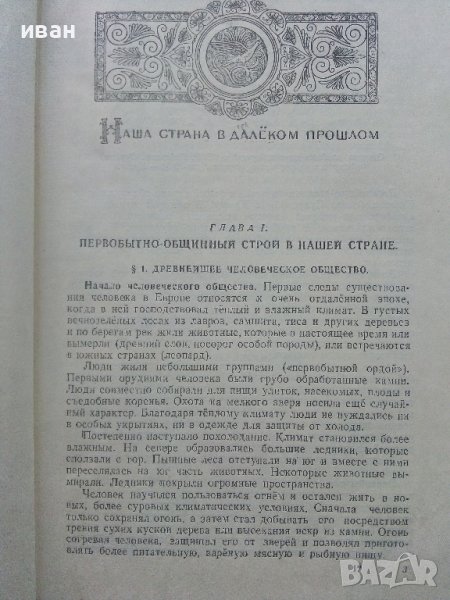 иван
НАША СТРАНА В ДАЛЁКОМ ПРОШЛОМ
ГЛАВА I.
ПЕРВОБЫТНО-ОБЩИННЫЙ СТРОЙ В НАШЕЙ СТРАНЕ.
§ 1. ДРЕВНЕЙШЕЕ ЧЕЛОВЕЧЕСКОЕ ОБЩЕСТВО.
Начало человеческого общества. Первые следы существова-
ния человека в Европе относятся к очень отдалённой эпохе,
когда в ней господствовал тёплый и влажный климат. В густых
вечнозелёных лесах из лавров, самшита, тиса и других деревьев
и по берегам рек жили животные, которые в настоящее время или
вымерли (древний слон, носорог особой породы), или встречаются
в южных странах (леопард).
Люди жили небольшими группами («первобытной ордой»).
Первыми орудиями человека были грубо обработанные камни.
Люди совместно собирали для пищи улиток, насекомых, плоды и
съедобные коренья. Охота на мелкого зверя носила ещё случай-
ный характер. Благодаря тёплому климату люди не нуждались ни
в особых укрытиях, ни в одежде для защиты от холода.
Постепенно наступало похолодание. Климат становился более
влажным. На севере образовались большие ледники, которые
сползали с гор. Пышные леса отступали на юг и вместе с ними
переселялась на юг часть животных. Некоторые животные вы-
мирали. Ледники покрыли огромные пространства.
Человек научился пользоваться огнём и остался жить в но-
вых, более суровых климатических условиях. Сначала человек
только сохранял огонь, а затем стал добывать его посредством
трения сухих кусков дерева или высекания искр из камня. Огонь
согревал человека, защищал его от зверей и позволял пригото-
влять более питательную, варёную мясную и рыбную пищу.
BAZAR.BG